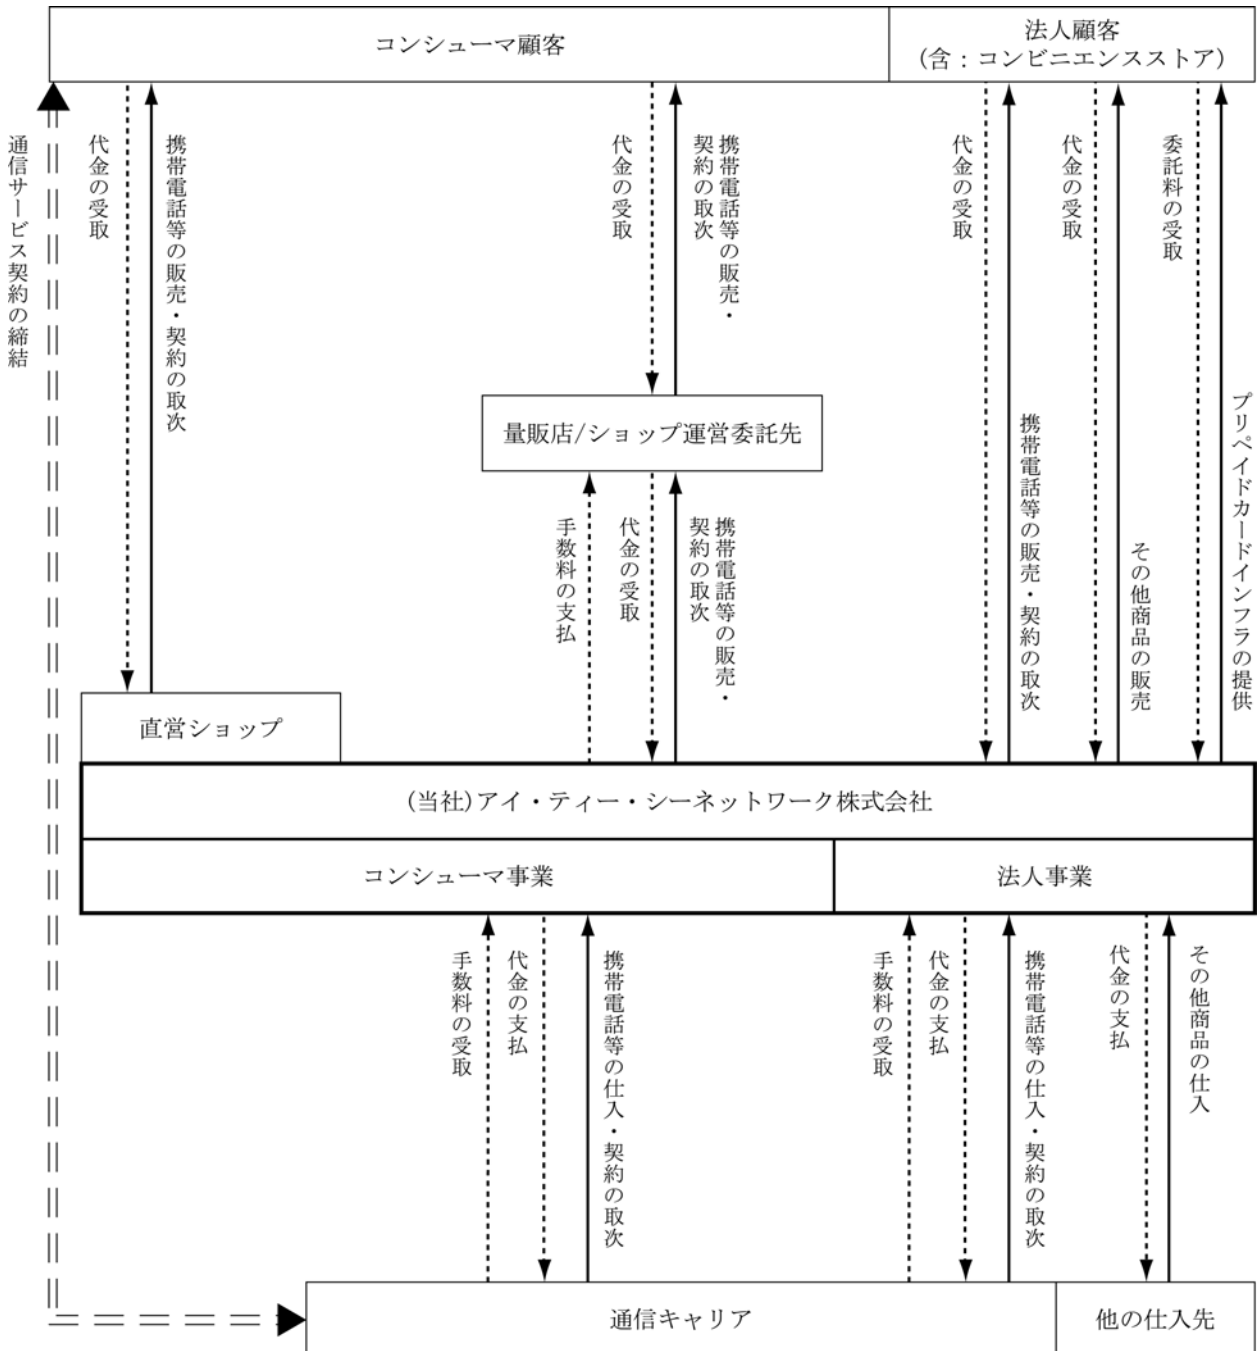 コンシューマ顧客
法人顧客
(含：コンビニエンスストア)
通信サービス契約の締結
代金の受取
携帯電話等の販売・契約の取次
代金の受取
携帯電話等の販売・
契約の取次
代金の受取
携帯電話等の販売・契約の取次
代金の受取
その他商品の販売
委託料の受取
プリペイドカードインフラの提供
量販店/ショップ運営委託先
手数料の支払
代金の受取
携帯電話等の販売・
契約の取次
直営ショップ
(当社)アイ・ティー・シーネットワーク株式会社
コンシューマ事業
法人事業
手数料の受取
代金の支払
携帯電話等の仕入・契約の取次
手数料の受取
代金の支払
携帯電話等の仕入・契約の取次
代金の支払
その他商品の仕入
通信キャリア
他の仕入先